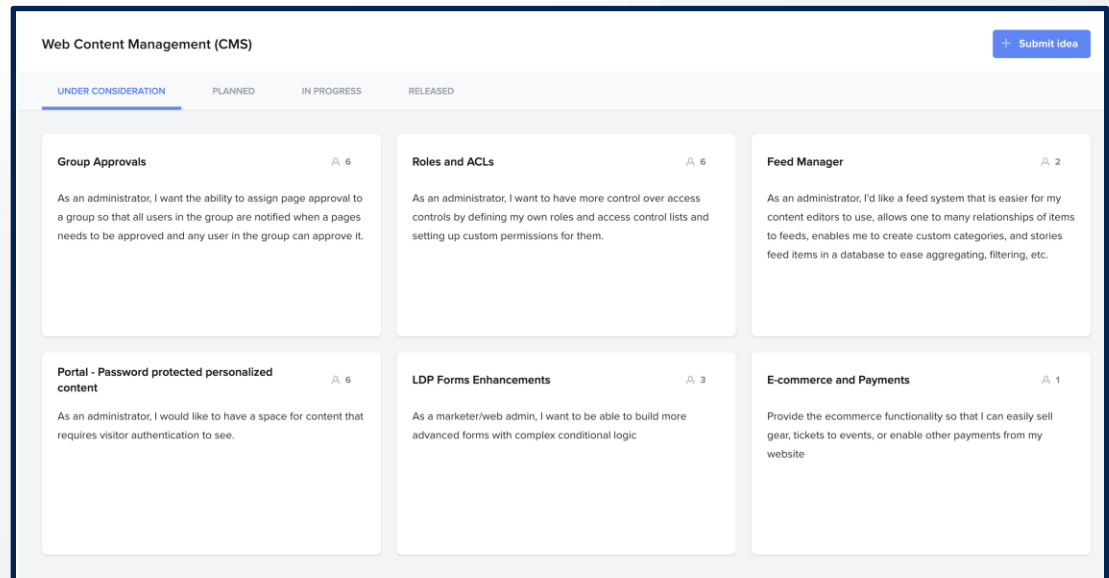 Web Content Management (CMS)
+ Submit idea
UNDER CONSIDERATION PLANNED IN PROGRESS RELEASED
Group Approvals 6
As an administrator, I want the ability to assign page approval to
a group so that all users in the group are notified when a pages
needs to be approved and any user in the group can approve it.
Roles and ACLs 6
As an administrator, I want to have more control over access
controls by defining my own roles and access control lists and
setting up custom permissions for them.
Feed Manager 2
As an administrator, I'd like a feed system that is easier for my
content editors to use, allows one to many relationships of items
to feeds, enables me to create custom categories, and stories
feed items in a database to ease aggregating, filtering, etc.
Portal - Password protected personalized
content 6
As an administrator, I would like to have a space for content that
requires visitor authentication to see.
LDP Forms Enhancements 3
As a marketer/web admin, I want to be able to build more
advanced forms with complex conditional logic
E-commerce and Payments 1
Provide the ecommerce functionality so that I can easily sell
gear, tickets to events, or enable other payments from my
website